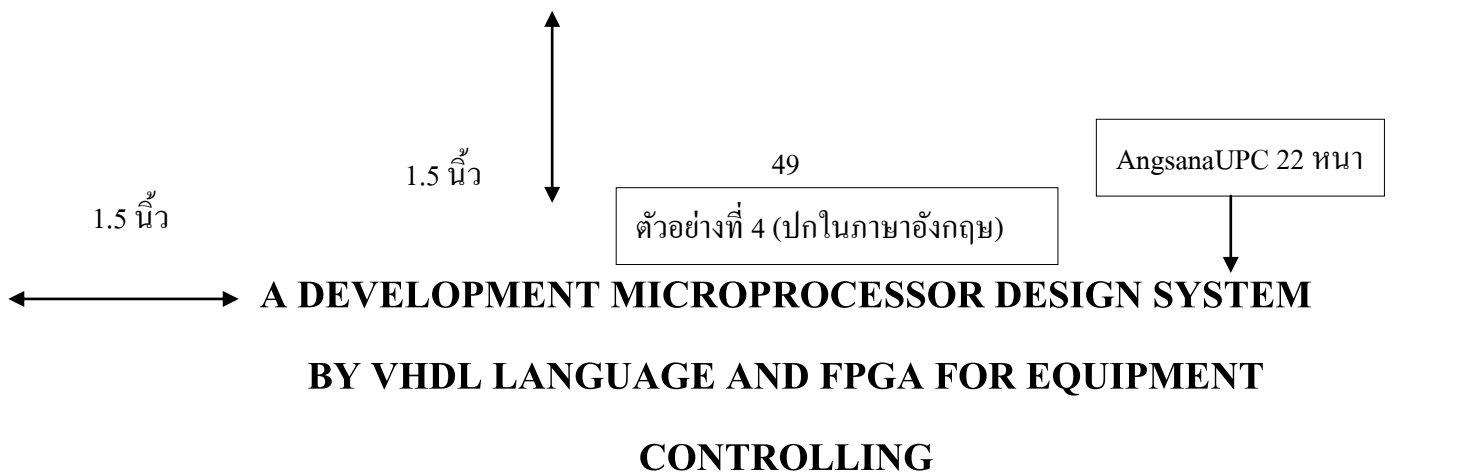 49
AngsanaUPC 22 หนา
1.5 นิ้ว
1.5 นิ้ว
ตัวอย่างที่ 4 (ปกในภาษาอังกฤษ)
A DEVELOPMENT MICROPROCESSOR DESIGN SYSTEM
BY VHDL LANGUAGE AND FPGA FOR EQUIPMENT
CONTROLLING